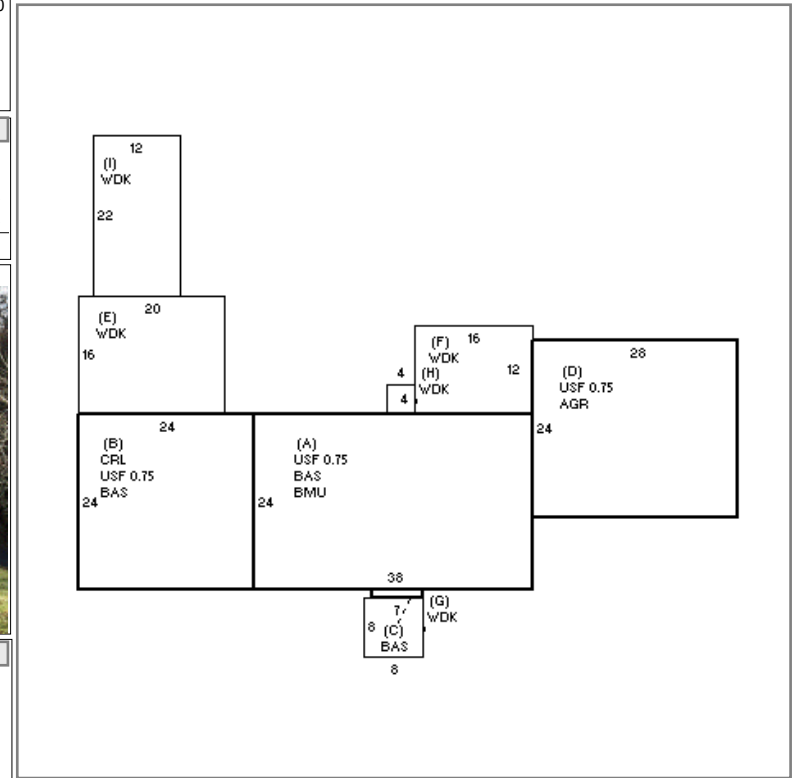 12
(I)
WDK
22
20
(E)
WDK
16
16
(F)
WDK
12
4
(H)
WDK
4
28
(D)
USF 0.75
AGR
24
24
(B)
CRL
USF 0.75
BAS
24
(A)
USF 0.75
BAS
BMU
24
38
7
7
(G)
WDK
8
(C)
BAS
8